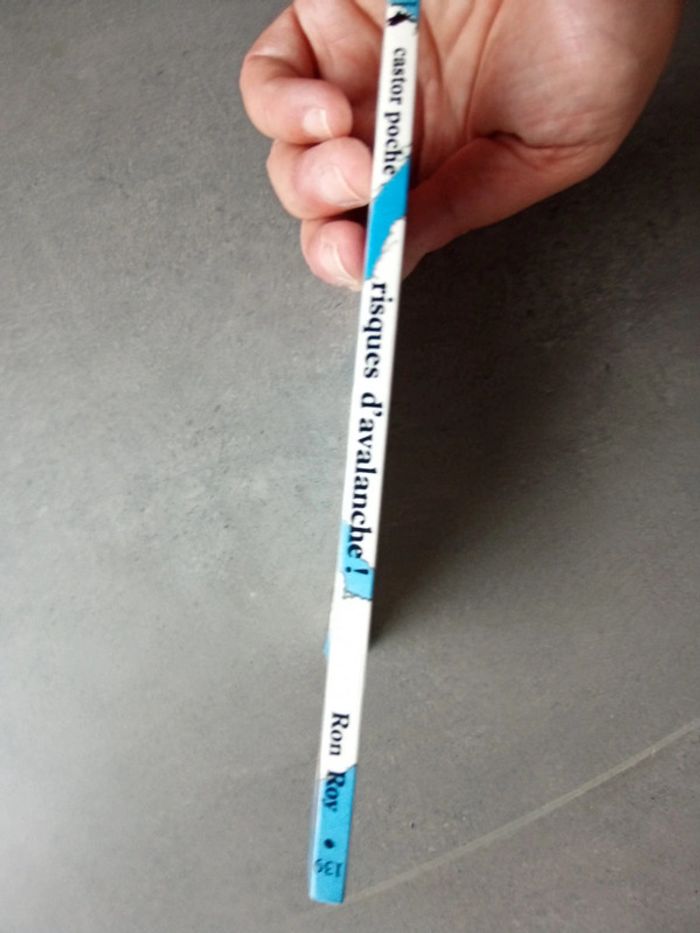 castor poche
risques d'avalanche !
Ron Roy
139